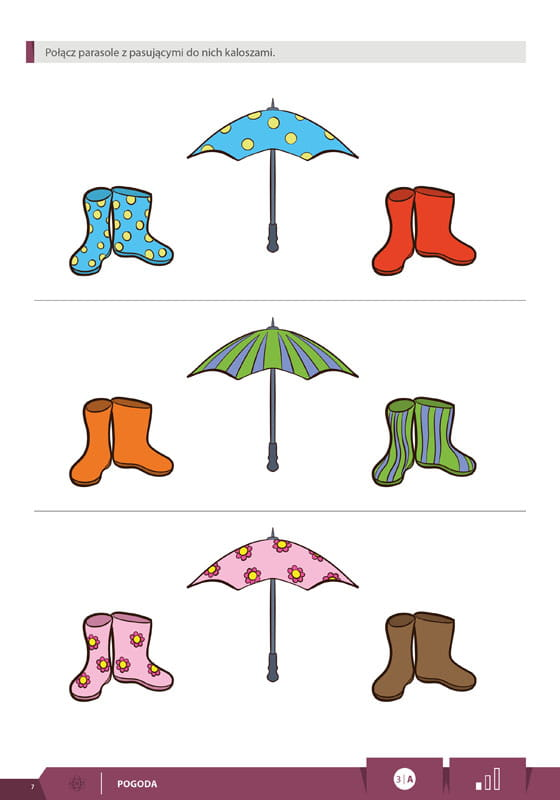 Połącz parasole z pasującymi do nich kaloszami.
7
POGODA
3 | A